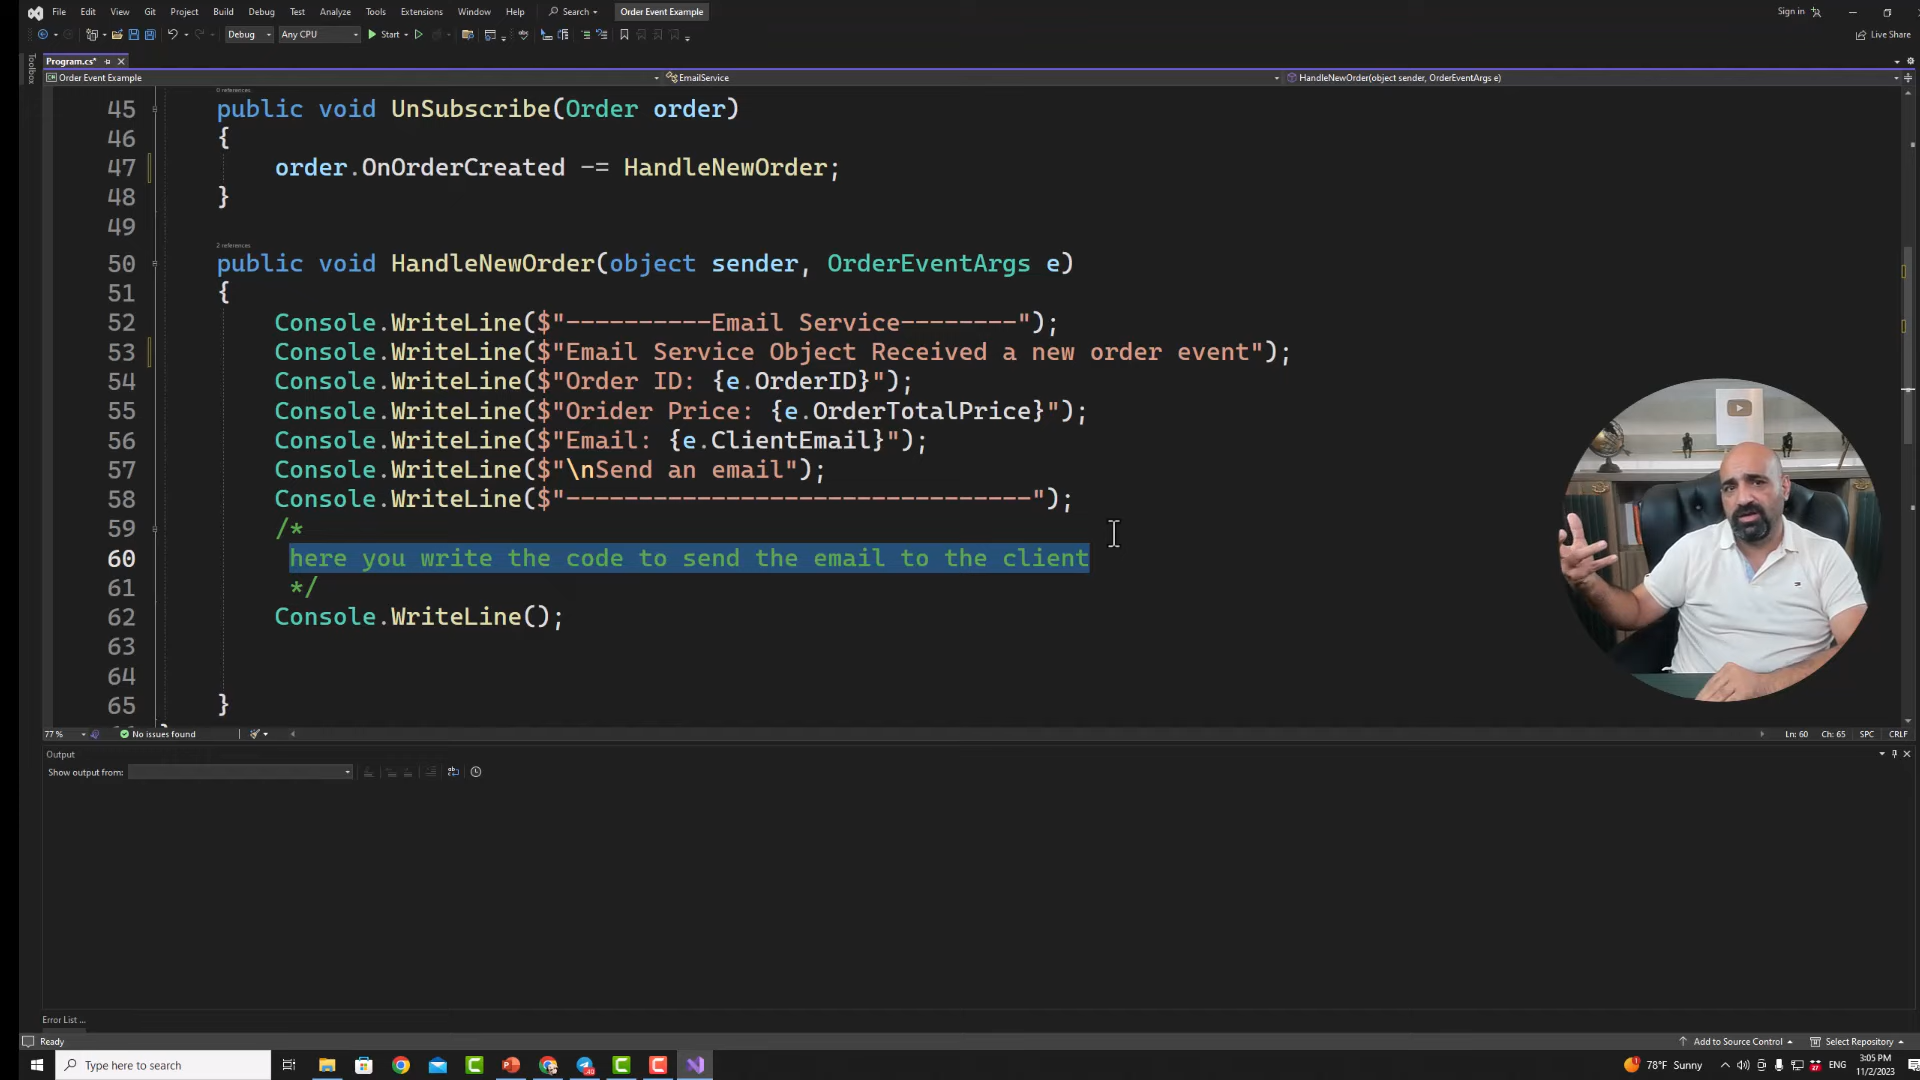 File Edit View Git Project Build Debug Test Analyze Tools Extensions Window Help Search Order Event Example Sign in
Debug Any CPU Start Live Share
Toolbox
Program.cs*
Order Event Example EmailService HandleNewOrder(object sender, OrderEventArgs e)
0 references
45 public void UnSubscribe(Order order)
46 {
47 order.OnOrderCreated -= HandleNewOrder;
48 }
49
2 references
50 public void HandleNewOrder(object sender, OrderEventArgs e)
51 {
52 Console.WriteLine($"----------Email Service--------");
53 Console.WriteLine($"Email Service Object Received a new order event");
54 Console.WriteLine($"Order ID: {e.OrderID}");
55 Console.WriteLine($"Orider Price: {e.OrderTotalPrice}");
56 Console.WriteLine($"Email: {e.ClientEmail}");
57 Console.WriteLine($"\nSend an email");
58 Console.WriteLine($"--------------------------------");
59 /*
60 here you write the code to send the email to the client
61 */
62 Console.WriteLine();
63
64
65 }
77 % No issues found Ln: 60 Ch: 65 SPC CRLF
Output
Show output from:
Error List ...
Ready Add to Source Control Select Repository
Type here to search 78°F Sunny ENG 3:05 PM
11/2/2023